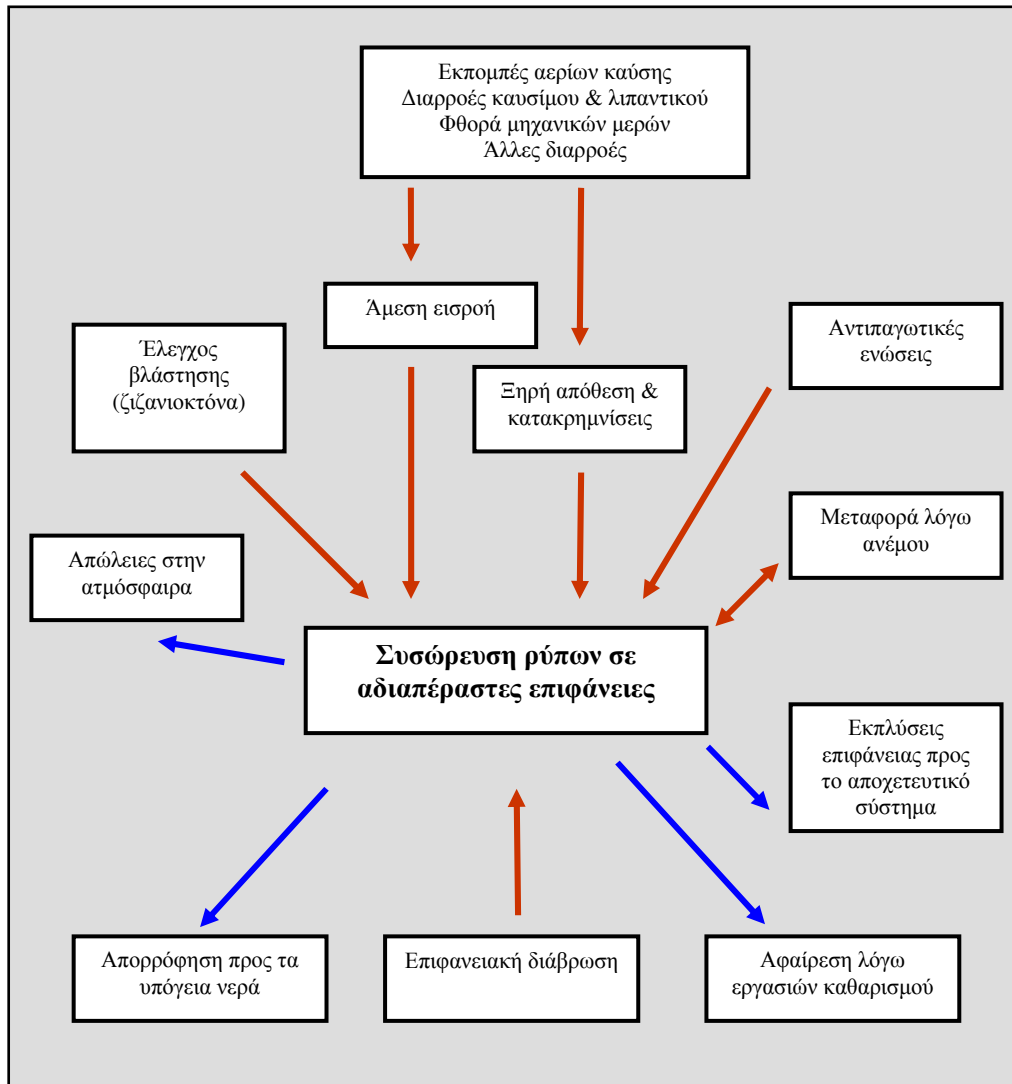 Εκπομπές αερίων καύσης
Διαρροές καυσίμου & λιπαντικού
Φθορά μηχανικών μερών
Άλλες διαρροές
Άμεση εισροή
Αντιπαγωτικές
ενώσεις
Έλεγχος
βλάστησης
(ζιζανιοκτόνα)
Ξηρή απόθεση &
κατακρημνίσεις
Μεταφορά λόγω
ανέμου
Απώλειες στην
ατμόσφαιρα
Συσώρευση ρύπων σε
αδιαπέραστες επιφάνειες
Εκπλύσεις
επιφάνειας προς
το αποχετευτικό
σύστημα
Απορρόφηση προς τα
υπόγεια νερά
Επιφανειακή διάβρωση
Αφαίρεση λόγω
εργασιών καθαρισμού